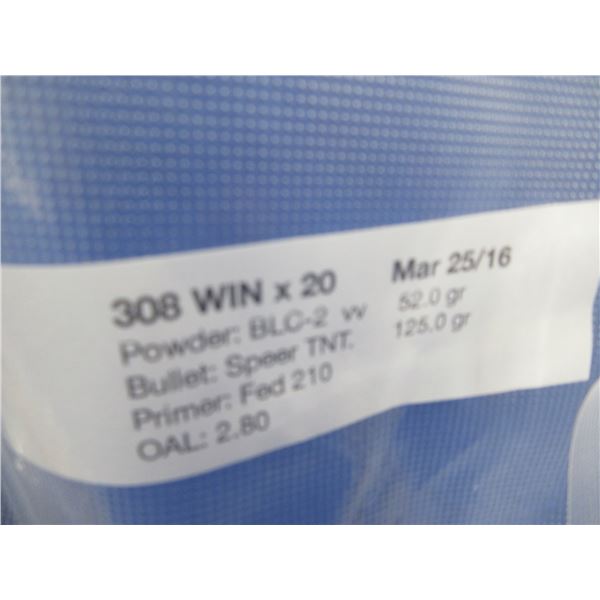 308 WIN x 20 Mar 25/16
Powder: BLC-2 vv 52.0 gr
Bullet: Speer TNT. 125.0 gr
Primer: Fed 210
OAL: 2.80